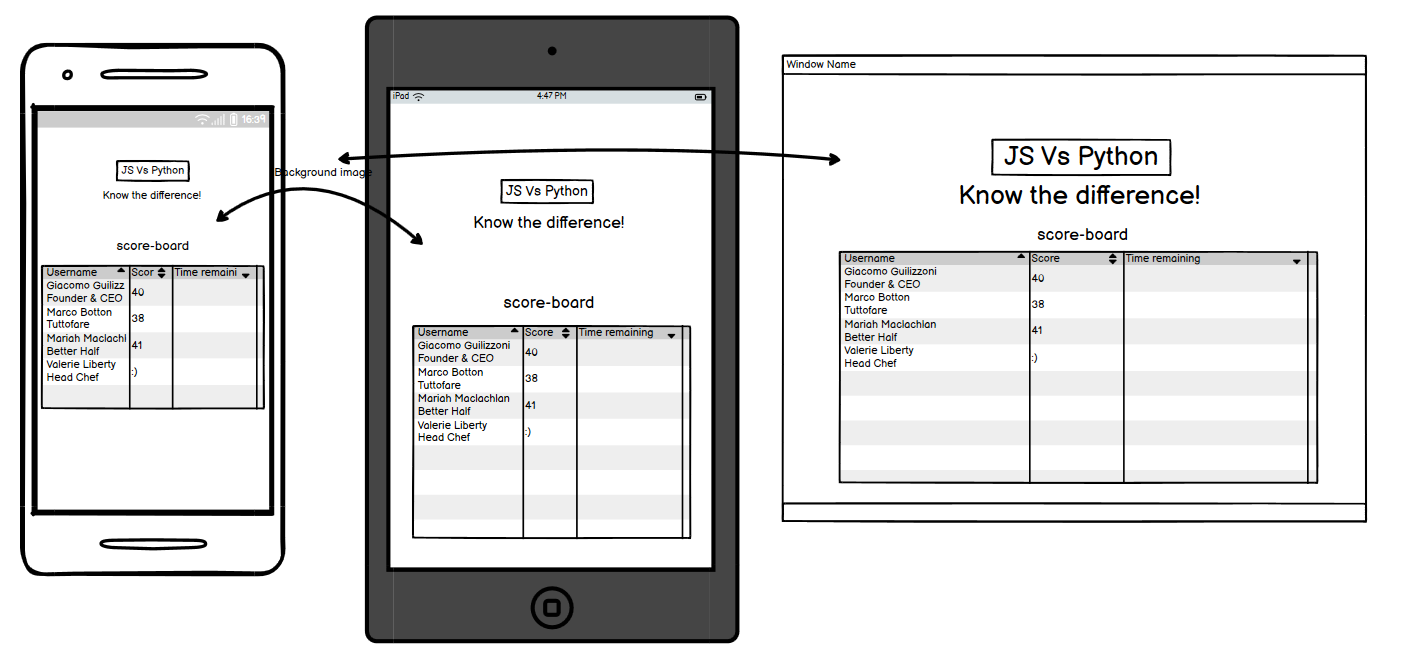 16:39
JS Vs Python
Know the difference!
score-board
Username Scor Time remaini
Giacomo Guilizz
Founder & CEO
40
Marco Botton
Tuttofare
38
Mariah Maclachl
Better Half
41
Valerie Liberty
Head Chef
:)
Background image
iPad 4:47 PM
JS Vs Python
Know the difference!
score-board
Username Score Time remaining
Giacomo Guilizzoni
Founder & CEO
40
Marco Botton
Tuttofare
38
Mariah Maclachlan
Better Half
41
Valerie Liberty
Head Chef
:)
Window Name
JS Vs Python
Know the difference!
score-board
Username Score Time remaining
Giacomo Guilizzoni
Founder & CEO
40
Marco Botton
Tuttofare
38
Mariah Maclachlan
Better Half
41
Valerie Liberty
Head Chef
:)